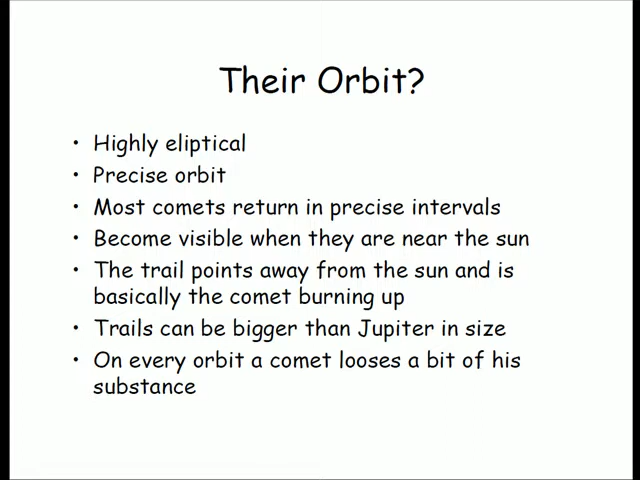 Their Orbit?
• Highly eliptical
• Precise orbit
• Most comets return in precise intervals
• Become visible when they are near the sun
• The trail points away from the sun and is
basically the comet burning up
• Trails can be bigger than Jupiter in size
• On every orbit a comet looses a bit of his
substance